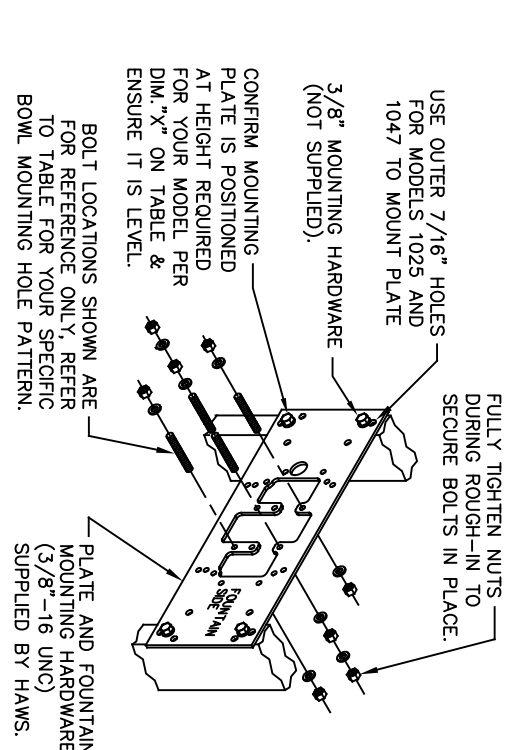 USE OUTER 7/16" HOLES
FOR MODELS 1025 AND
1047 TO MOUNT PLATE
3/8" MOUNTING HARDWARE
(NOT SUPPLIED).
CONFIRM MOUNTING
PLATE IS POSITIONED
AT HEIGHT REQUIRED
FOR YOUR MODEL PER
DIM. "X" ON TABLE &
ENSURE IT IS LEVEL.
BOLT LOCATIONS SHOWN ARE
FOR REFERENCE ONLY, REFER
TO TABLE FOR YOUR SPECIFIC
BOWL MOUNTING HOLE PATTERN.
FULLY TIGHTEN NUTS
DURING ROUGH-IN TO
SECURE BOLTS IN PLACE.
FOUNTAIN
SIDE
PLATE AND FOUNTAIN
MOUNTING HARDWARE
(3/8"-16 UNC)
SUPPLIED BY HAWS.